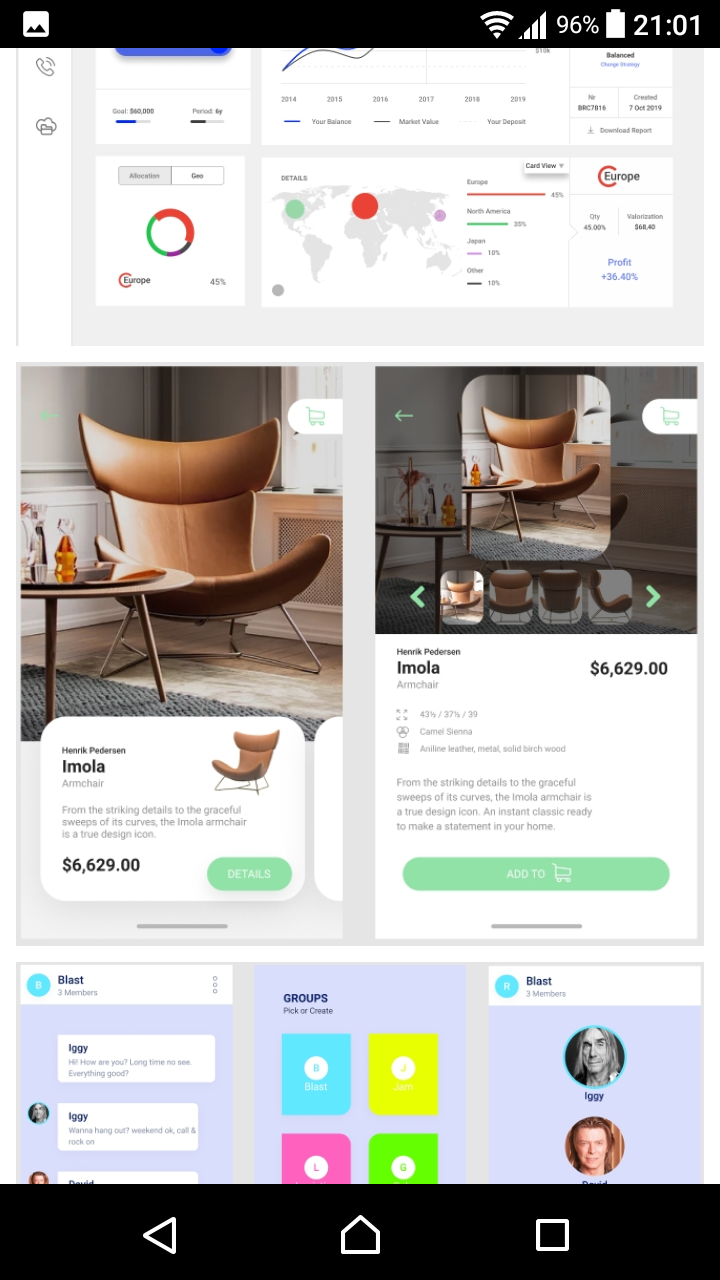 96% 21:01
$10k
Balanced
Change Strategy
Goal: $60,000
Period: 6y
2014 2015 2016 2017 2018 2019
Your Balance Market Value Your Deposit
Nr
BRC7816
Created
7 Oct 2019
Download Report
Allocation Geo
Europe 45%
DETAILS
Card View
Europe
45%
North America
35%
Japan
10%
Other
10%
Europe
Qty
45.00%
Valorization
$68,40
Profit
+36.40%
Henrik Pedersen
Imola
Armchair
From the striking details to the graceful
sweeps of its curves, the Imola armchair
is a true design icon.
$6,629.00
DETAILS
Henrik Pedersen
Imola
$6,629.00
Armchair
43½ / 37½ / 39
Camel Sienna
Aniline leather, metal, solid birch wood
From the striking details to the graceful
sweeps of its curves, the Imola armchair is
a true design icon. An instant classic ready
to make a statement in your home.
ADD TO
B
Blast
3 Members
Iggy
Hi! How are you? Long time no see.
Everything good?
Iggy
Wanna hang out? weekend ok, call &
rock on
David
GROUPS
Pick or Create
B
Blast
J
Jam
L
G
R
Blast
3 Members
Iggy
David